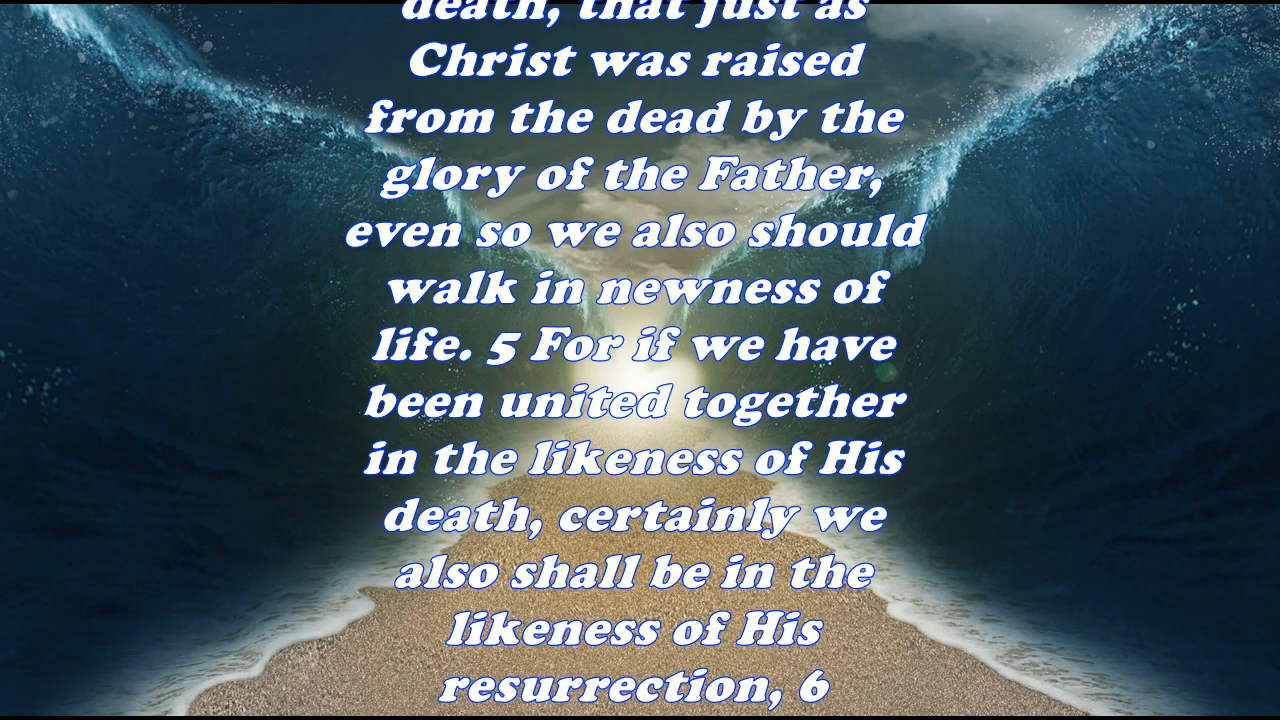 death, that just as
Christ was raised
from the dead by the
glory of the Father,
even so we also should
walk in newness of
life. 5 For if we have
been united together
in the likeness of His
death, certainly we
also shall be in the
likeness of His
resurrection, 6